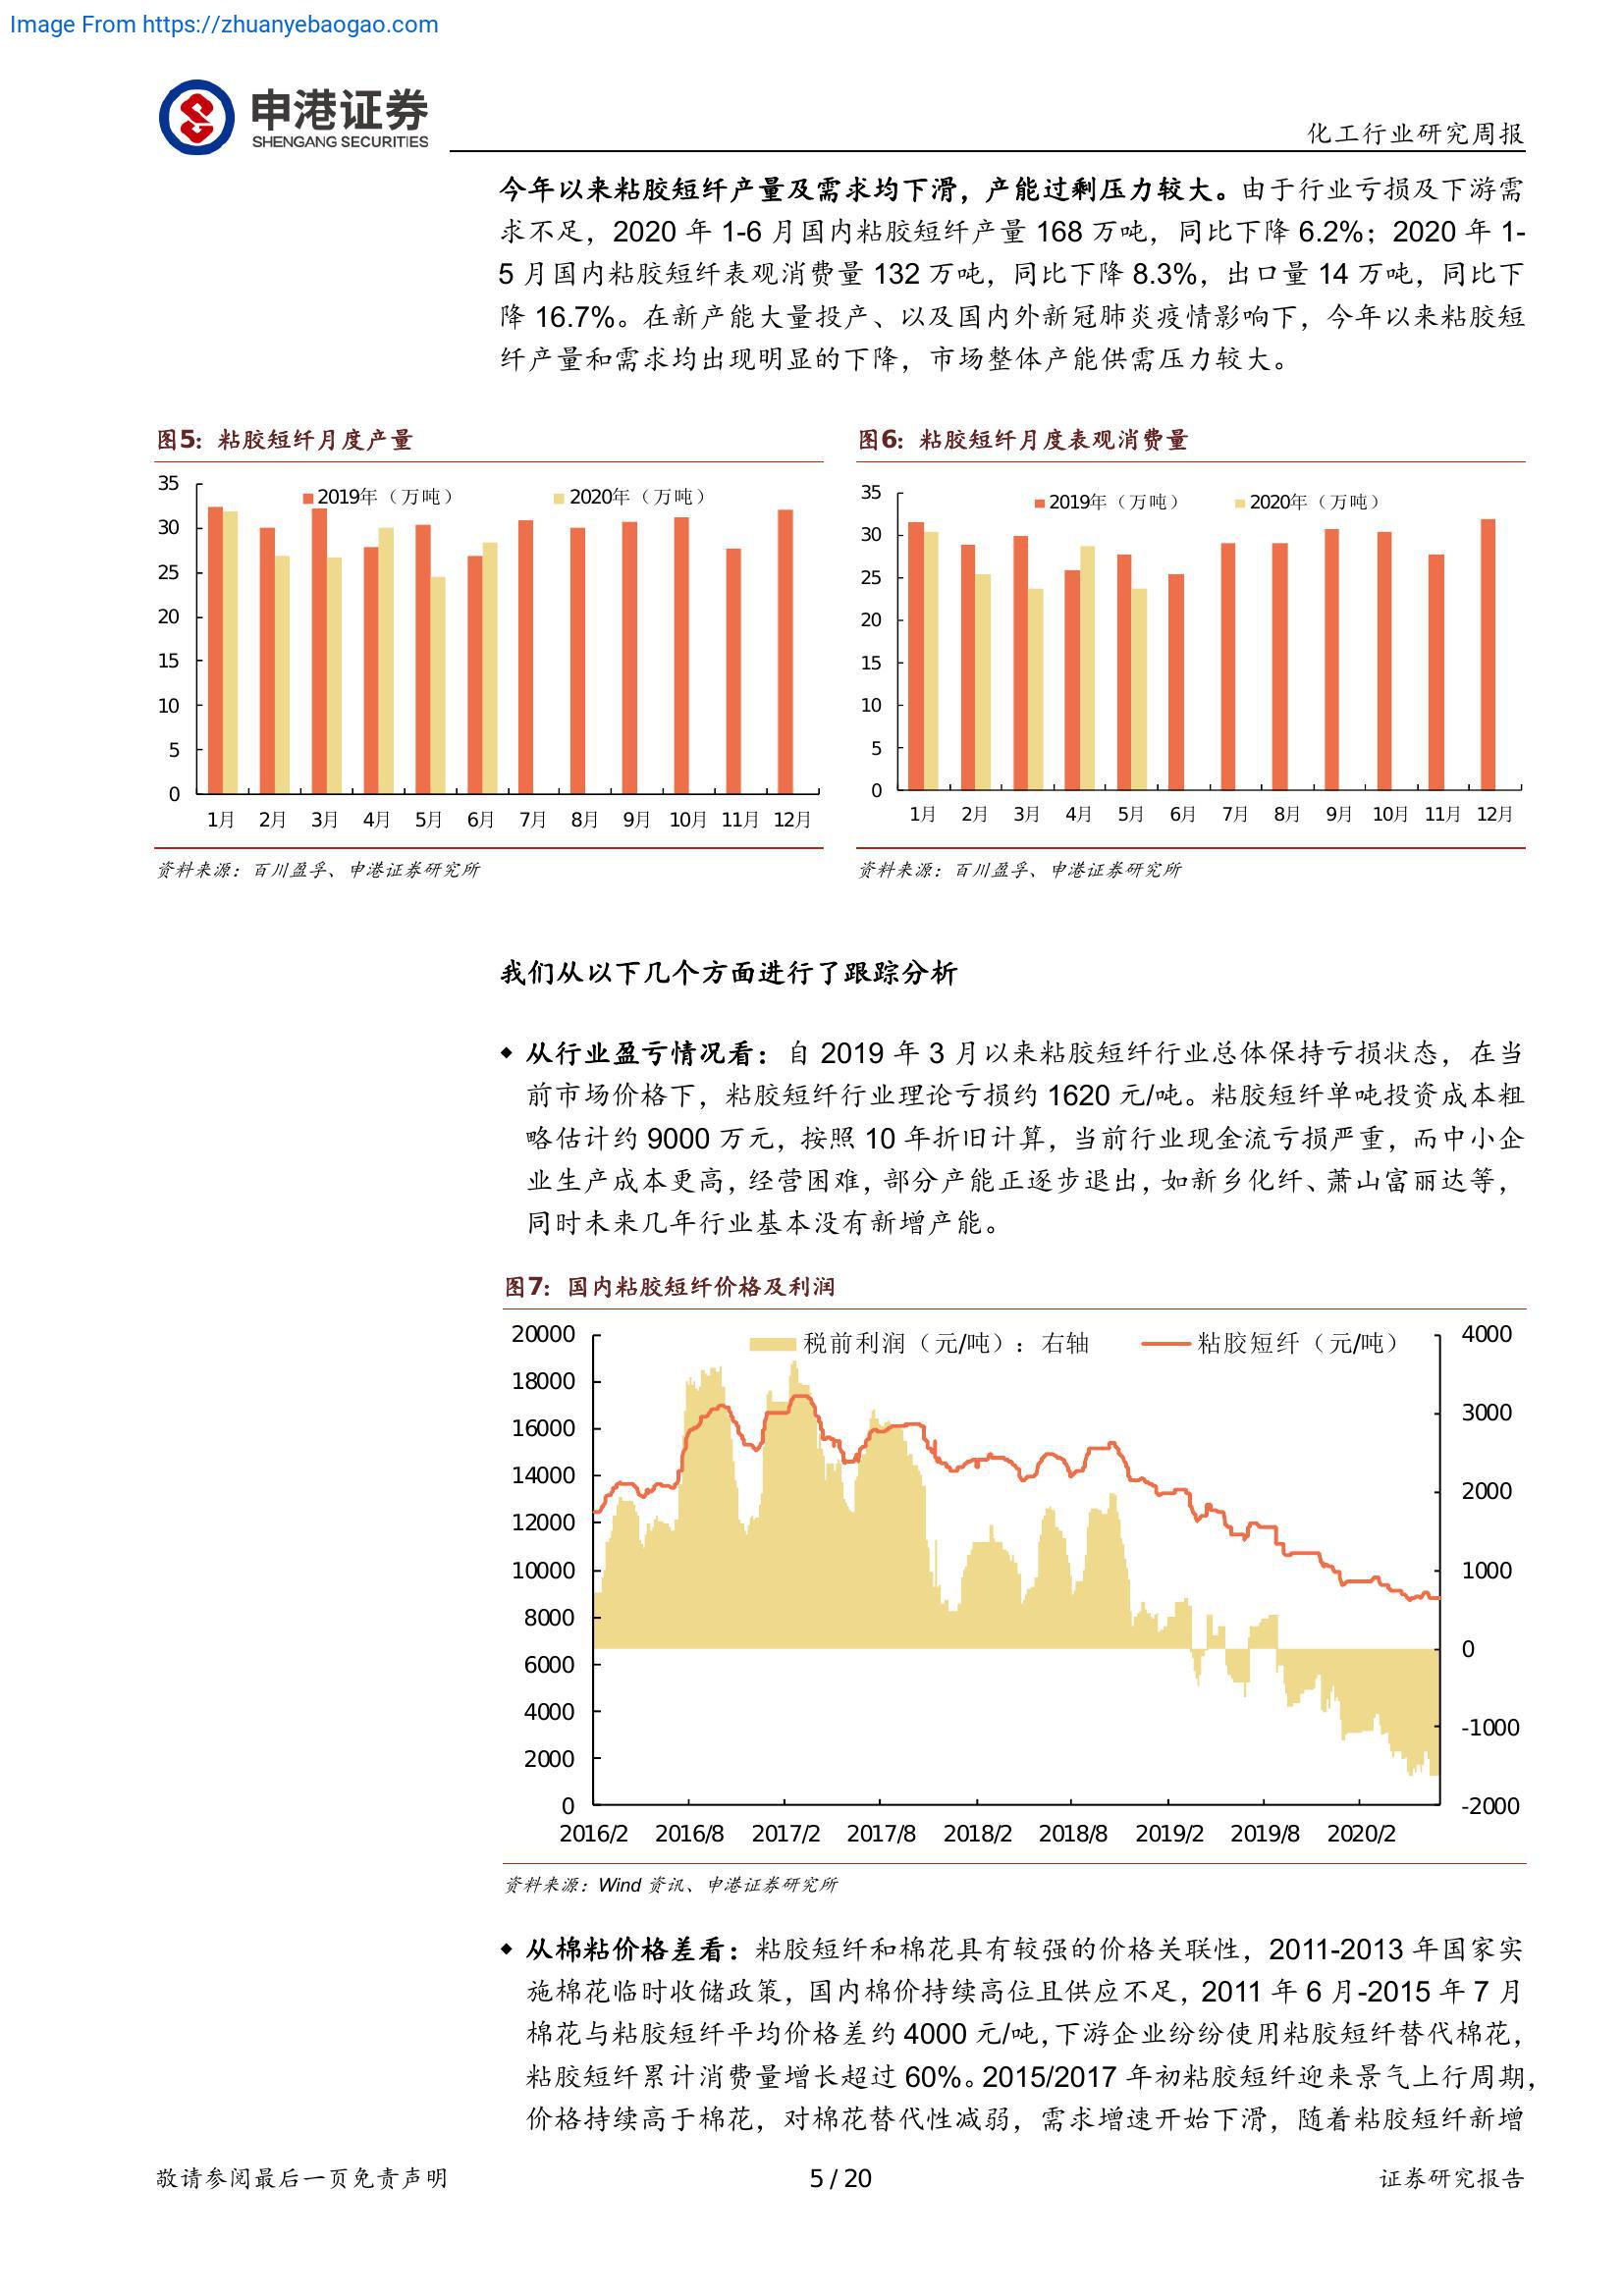 Image From https://zhuanyebaogao.com
申港证券
SHENGANG SECURITIES
化工行业研究周报
今年以来粘胶短纤产量及需求均下滑，产能过剩压力较大。由于行业亏损及下游需
求不足，2020 年 1-6 月国内粘胶短纤产量 168 万吨，同比下降 6.2%；2020 年 1-
5 月国内粘胶短纤表观消费量 132 万吨，同比下降 8.3%，出口量 14 万吨，同比下
降 16.7%。在新产能大量投产、以及国内外新冠肺炎疫情影响下，今年以来粘胶短
纤产量和需求均出现明显的下降，市场整体产能供需压力较大。
图5：粘胶短纤月度产量
2019年（万吨） 2020年（万吨）
35
30
25
20
15
10
5
0
1月 2月 3月 4月 5月 6月 7月 8月 9月 10月 11月 12月
资料来源：百川盈孚、申港证券研究所
图6：粘胶短纤月度表观消费量
2019年（万吨） 2020年（万吨）
35
30
25
20
15
10
5
0
1月 2月 3月 4月 5月 6月 7月 8月 9月 10月 11月 12月
资料来源：百川盈孚、申港证券研究所
我们从以下几个方面进行了跟踪分析
◆ 从行业盈亏情况看：自 2019 年 3 月以来粘胶短纤行业总体保持亏损状态，在当
前市场价格下，粘胶短纤行业理论亏损约 1620 元/吨。粘胶短纤单吨投资成本粗
略估计约 9000 万元，按照 10 年折旧计算，当前行业现金流亏损严重，而中小企
业生产成本更高，经营困难，部分产能正逐步退出，如新乡化纤、萧山富丽达等，
同时未来几年行业基本没有新增产能。
图7：国内粘胶短纤价格及利润
税前利润（元/吨）：右轴 粘胶短纤（元/吨）
20000
18000
16000
14000
12000
10000
8000
6000
4000
2000
0
4000
3000
2000
1000
0
-1000
-2000
2016/2 2016/8 2017/2 2017/8 2018/2 2018/8 2019/2 2019/8 2020/2
资料来源：Wind 资讯、申港证券研究所
◆ 从棉粘价格差看：粘胶短纤和棉花具有较强的价格关联性，2011-2013 年国家实
施棉花临时收储政策，国内棉价持续高位且供应不足，2011 年 6 月-2015 年 7 月
棉花与粘胶短纤平均价格差约 4000 元/吨，下游企业纷纷使用粘胶短纤替代棉花，
粘胶短纤累计消费量增长超过 60%。2015/2017 年初粘胶短纤迎来景气上行周期，
价格持续高于棉花，对棉花替代性减弱，需求增速开始下滑，随着粘胶短纤新增
敬请参阅最后一页免责声明
5 / 20
证券研究报告